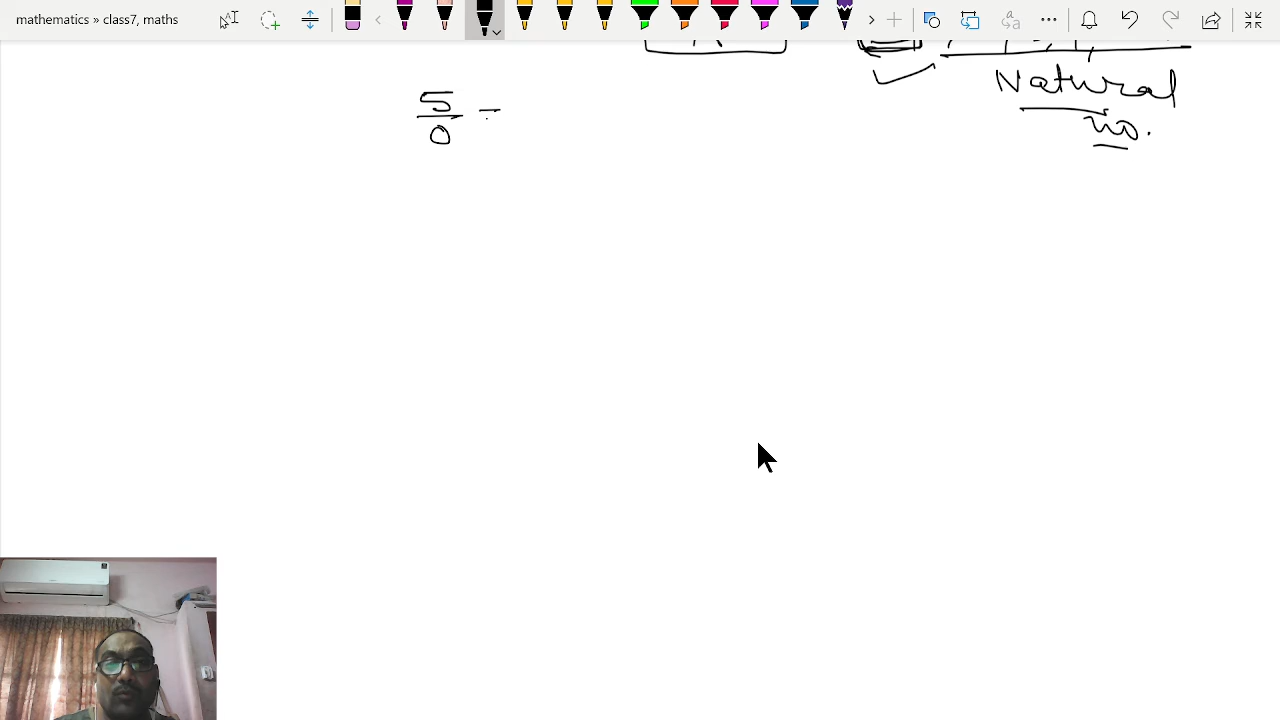 mathematics » class7, maths
Natural
no.
5
0
=